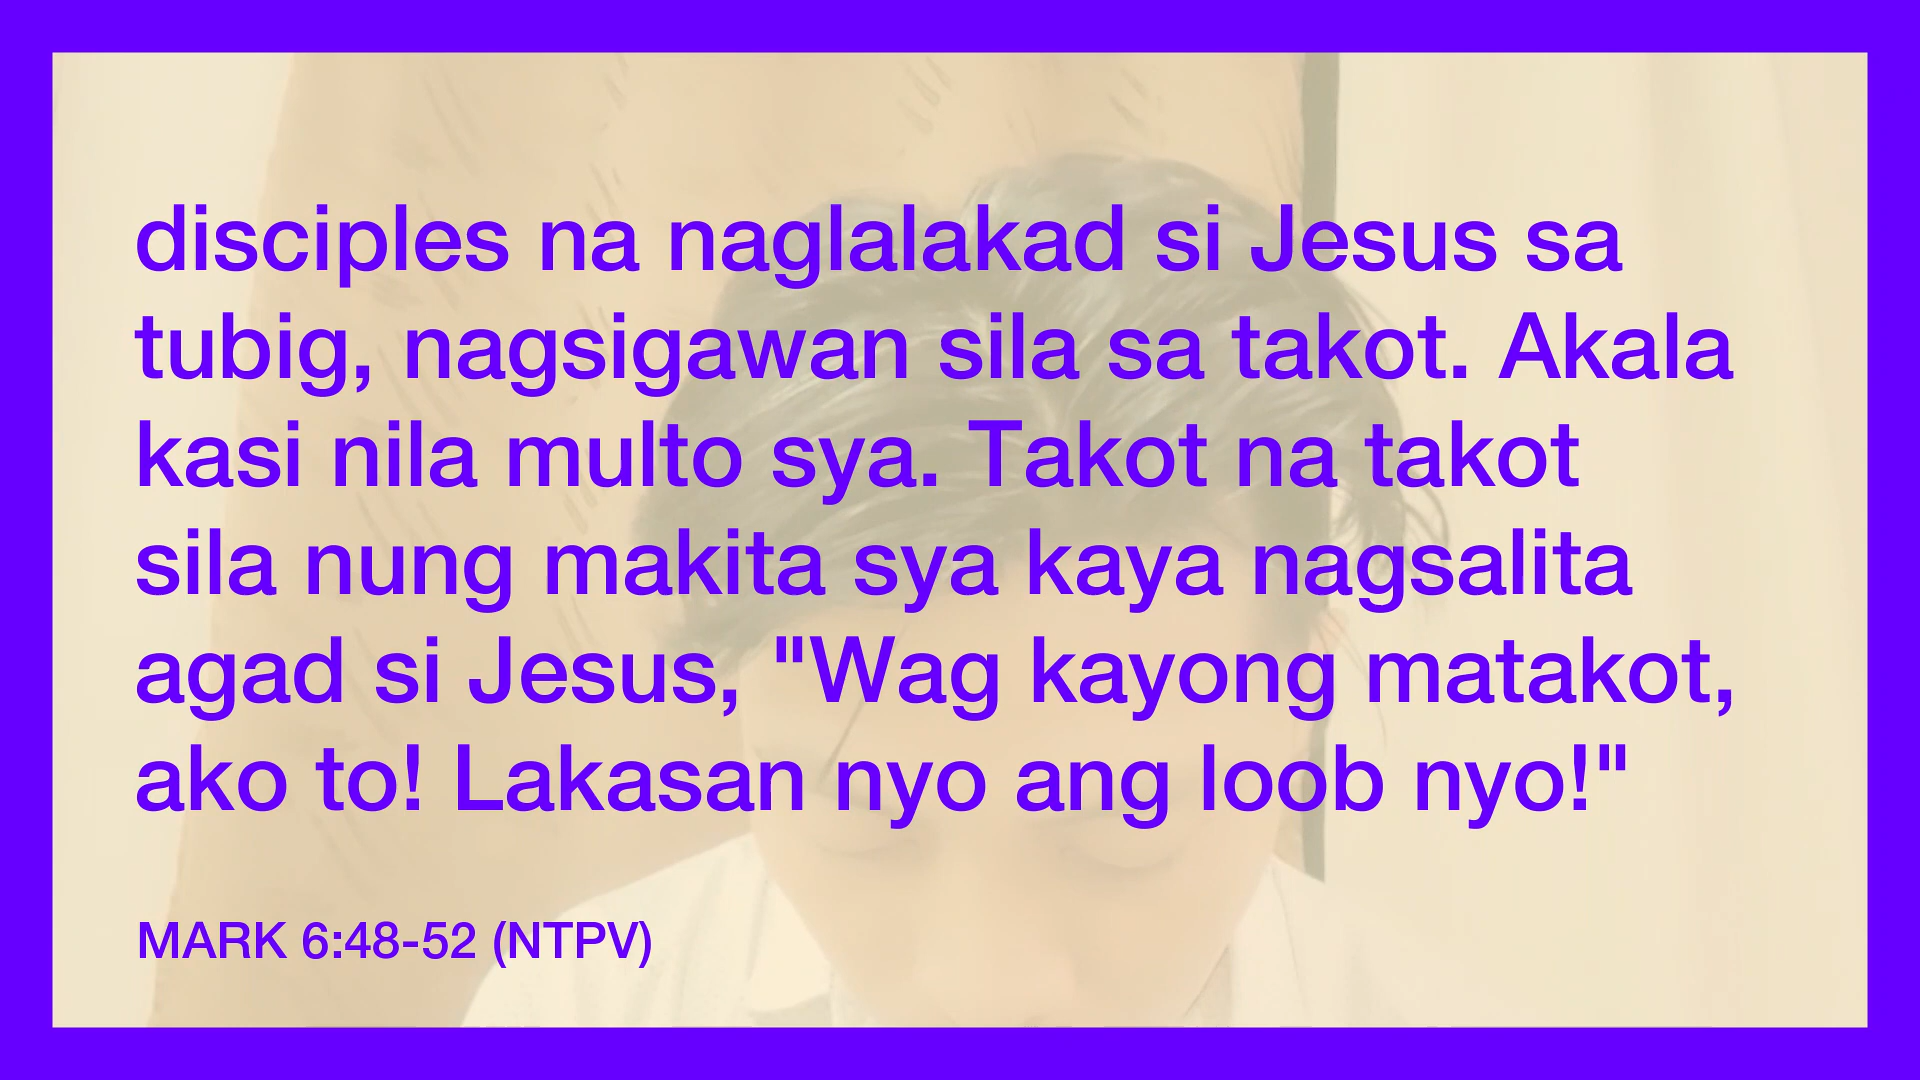 disciples na naglalakad si Jesus sa
tubig, nagsigawan sila sa takot. Akala
kasi nila multo sya. Takot na takot
sila nung makita sya kaya nagsalita
agad si Jesus, "Wag kayong matakot,
ako to! Lakasan nyo ang loob nyo!"
MARK 6:48-52 (NTPV)